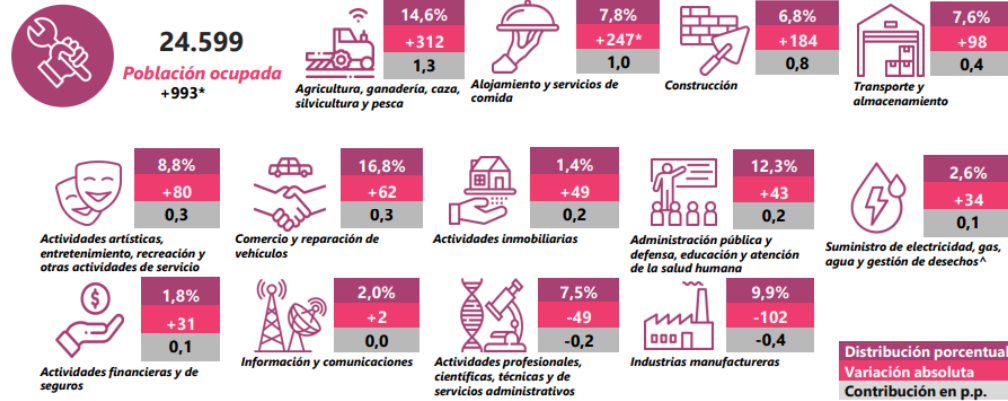 24.599
Población ocupada
+993*
14,6%
+312
1,3
Agricultura, ganadería, caza,
silvicultura y pesca
7,8%
+247*
1,0
Alojamiento y servicios de
comida
6,8%
+184
0,8
Construcción
7,6%
+98
0,4
Transporte y
almacenamiento
8,8%
+80
0,3
Actividades artísticas,
entretenimiento, recreación y
otras actividades de servicio
16,8%
+62
0,3
Comercio y reparación de
vehículos
1,4%
+49
0,2
Actividades inmobiliarias
12,3%
+43
0,2
Administración pública y
defensa, educación y atención
de la salud humana
2,6%
+34
0,1
Suministro de electricidad, gas,
agua y gestión de desechos^
$
1,8%
+31
0,1
Actividades financieras y de
seguros
2,0%
+2
0,0
Información y comunicaciones
7,5%
-49
-0,2
Actividades profesionales,
científicas, técnicas y de
servicios administrativos
9,9%
-102
-0,4
Industrias manufactureras
Distribución porcentual
Variación absoluta
Contribución en p.p.